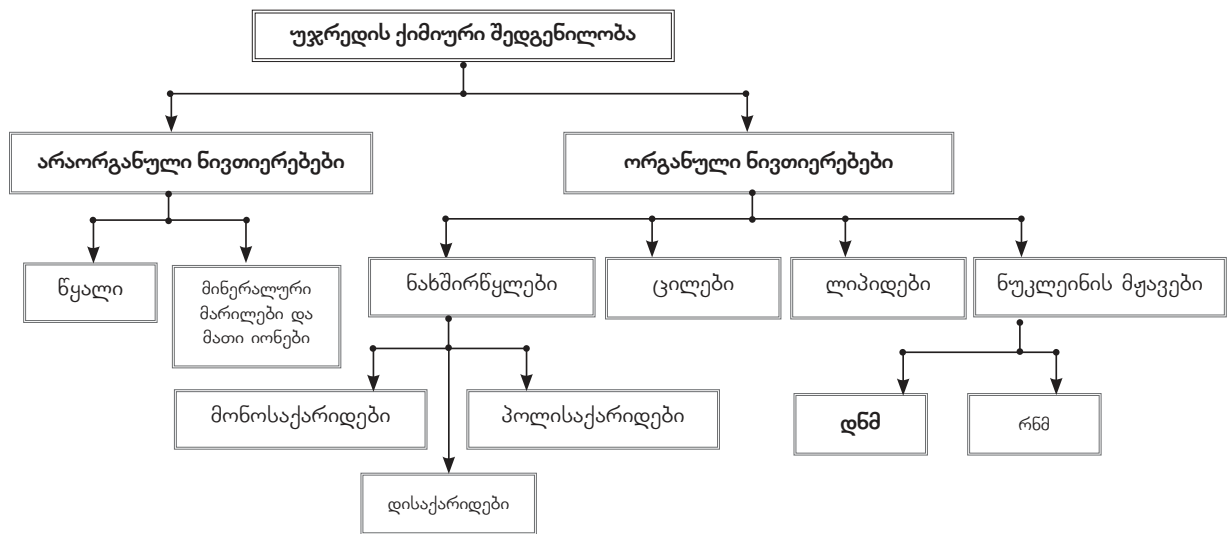 უჯრედის ქიმიური შედგენილობა
არაორგანული ნივთიერებები
ორგანული ნივთიერებები
წყალი
მინერალური
მარილები და
მათი იონები
ნახშირწყლები
ცილები
ლიპიდები
ნუკლეინის მჟავები
მონოსაქარიდები
პოლისაქარიდები
დნმ
რნმ
დისაქარიდები